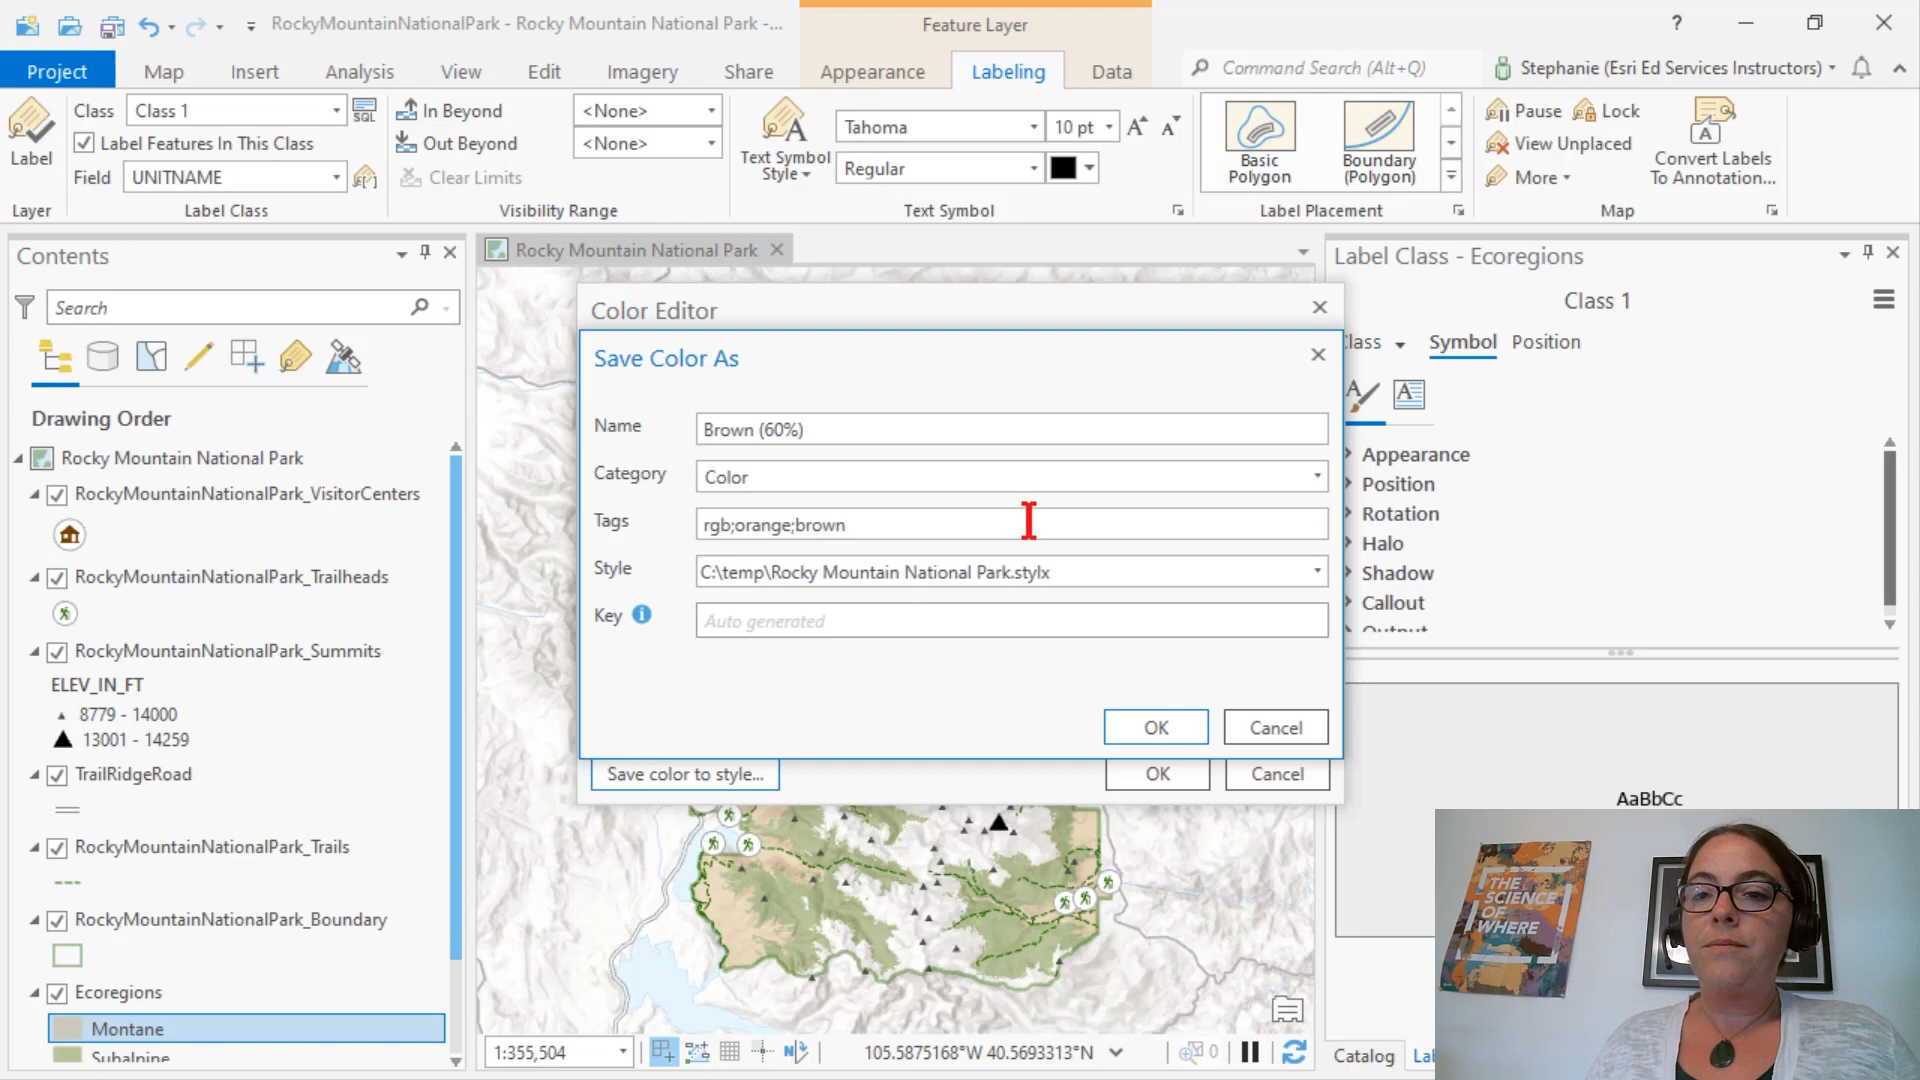 RockyMountainNationalPark - Rocky Mountain National Park -...
Feature Layer
?
Project
Map
Insert
Analysis
View
Edit
Imagery
Share
Appearance
Labeling
Data
Command Search (Alt+Q)
Stephanie (Esri Ed Services Instructors)
Label
Class
Class 1
SQL
Label Features In This Class
Field
UNITNAME
In Beyond
<None>
Out Beyond
<None>
Clear Limits
Text Symbol
Style
Tahoma
10 pt
Regular
Basic
Polygon
Boundary
(Polygon)
Pause
Lock
View Unplaced
More
Convert Labels
To Annotation...
Layer
Label Class
Visibility Range
Text Symbol
Label Placement
Map
Contents
Search
Drawing Order
Rocky Mountain National Park
RockyMountainNationalPark_VisitorCenters
RockyMountainNationalPark_Trailheads
RockyMountainNationalPark_Summits
ELEV_IN_FT
8779 - 14000
13001 - 14259
TrailRidgeRoad
RockyMountainNationalPark_Trails
RockyMountainNationalPark_Boundary
Ecoregions
Montane
Subalpine
Rocky Mountain National Park
Color Editor
Save Color As
Name
Brown (60%)
Category
Color
Tags
rgb;orange;brown
Style
C:\temp\Rocky Mountain National Park.stylx
Key
Auto generated
OK
Cancel
Save color to style...
OK
Cancel
1:355,504
105.5875168°W 40.5693313°N
0
Label Class - Ecoregions
Class 1
Class
Symbol
Position
Appearance
Position
Rotation
Halo
Shadow
Callout
Output
AaBbCc
Catalog
THE
SCIENCE
OF
WHERE